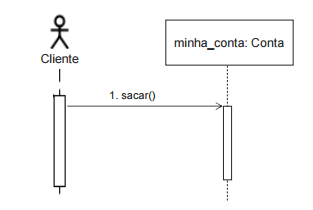 Cliente
minha_conta: Conta
1. sacar()